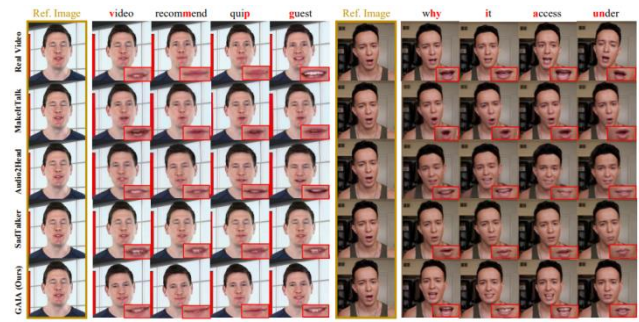 Ref. Image video recommend quip guest Ref. Image why it access under
Real Video
MakeItTalk
Audio2Head
SadTalker
GAIA (Ours)